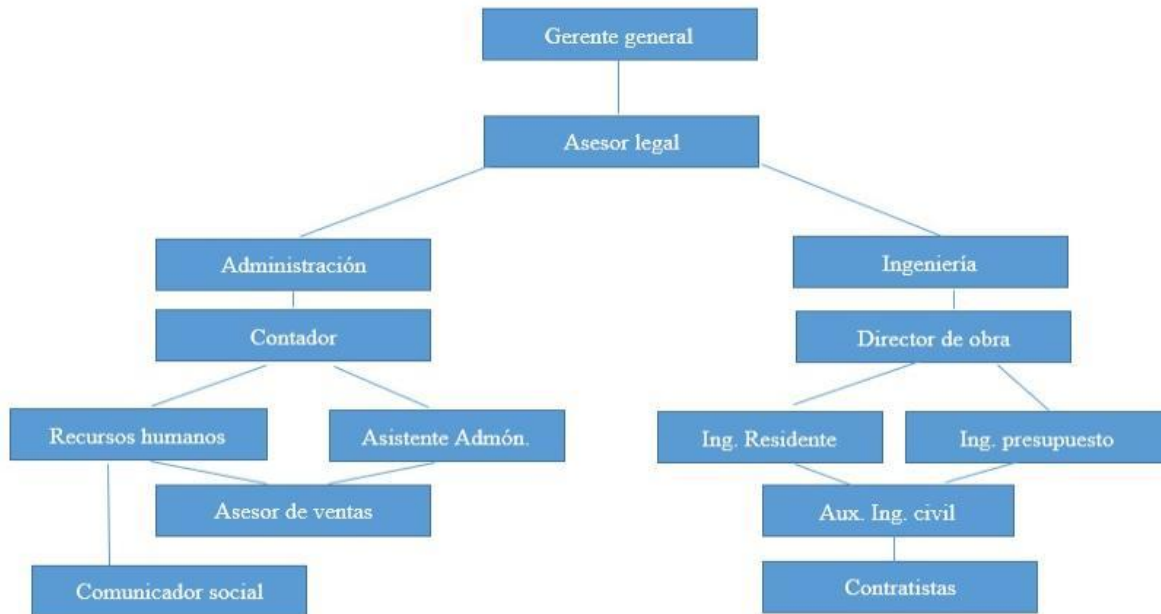 Gerente general
Asesor legal
Administración
Ingeniería
Contador
Director de obra
Recursos humanos
Asistente Admón.
Ing. Residente
Ing. presupuesto
Asesor de ventas
Aux. Ing. civil
Comunicador social
Contratistas